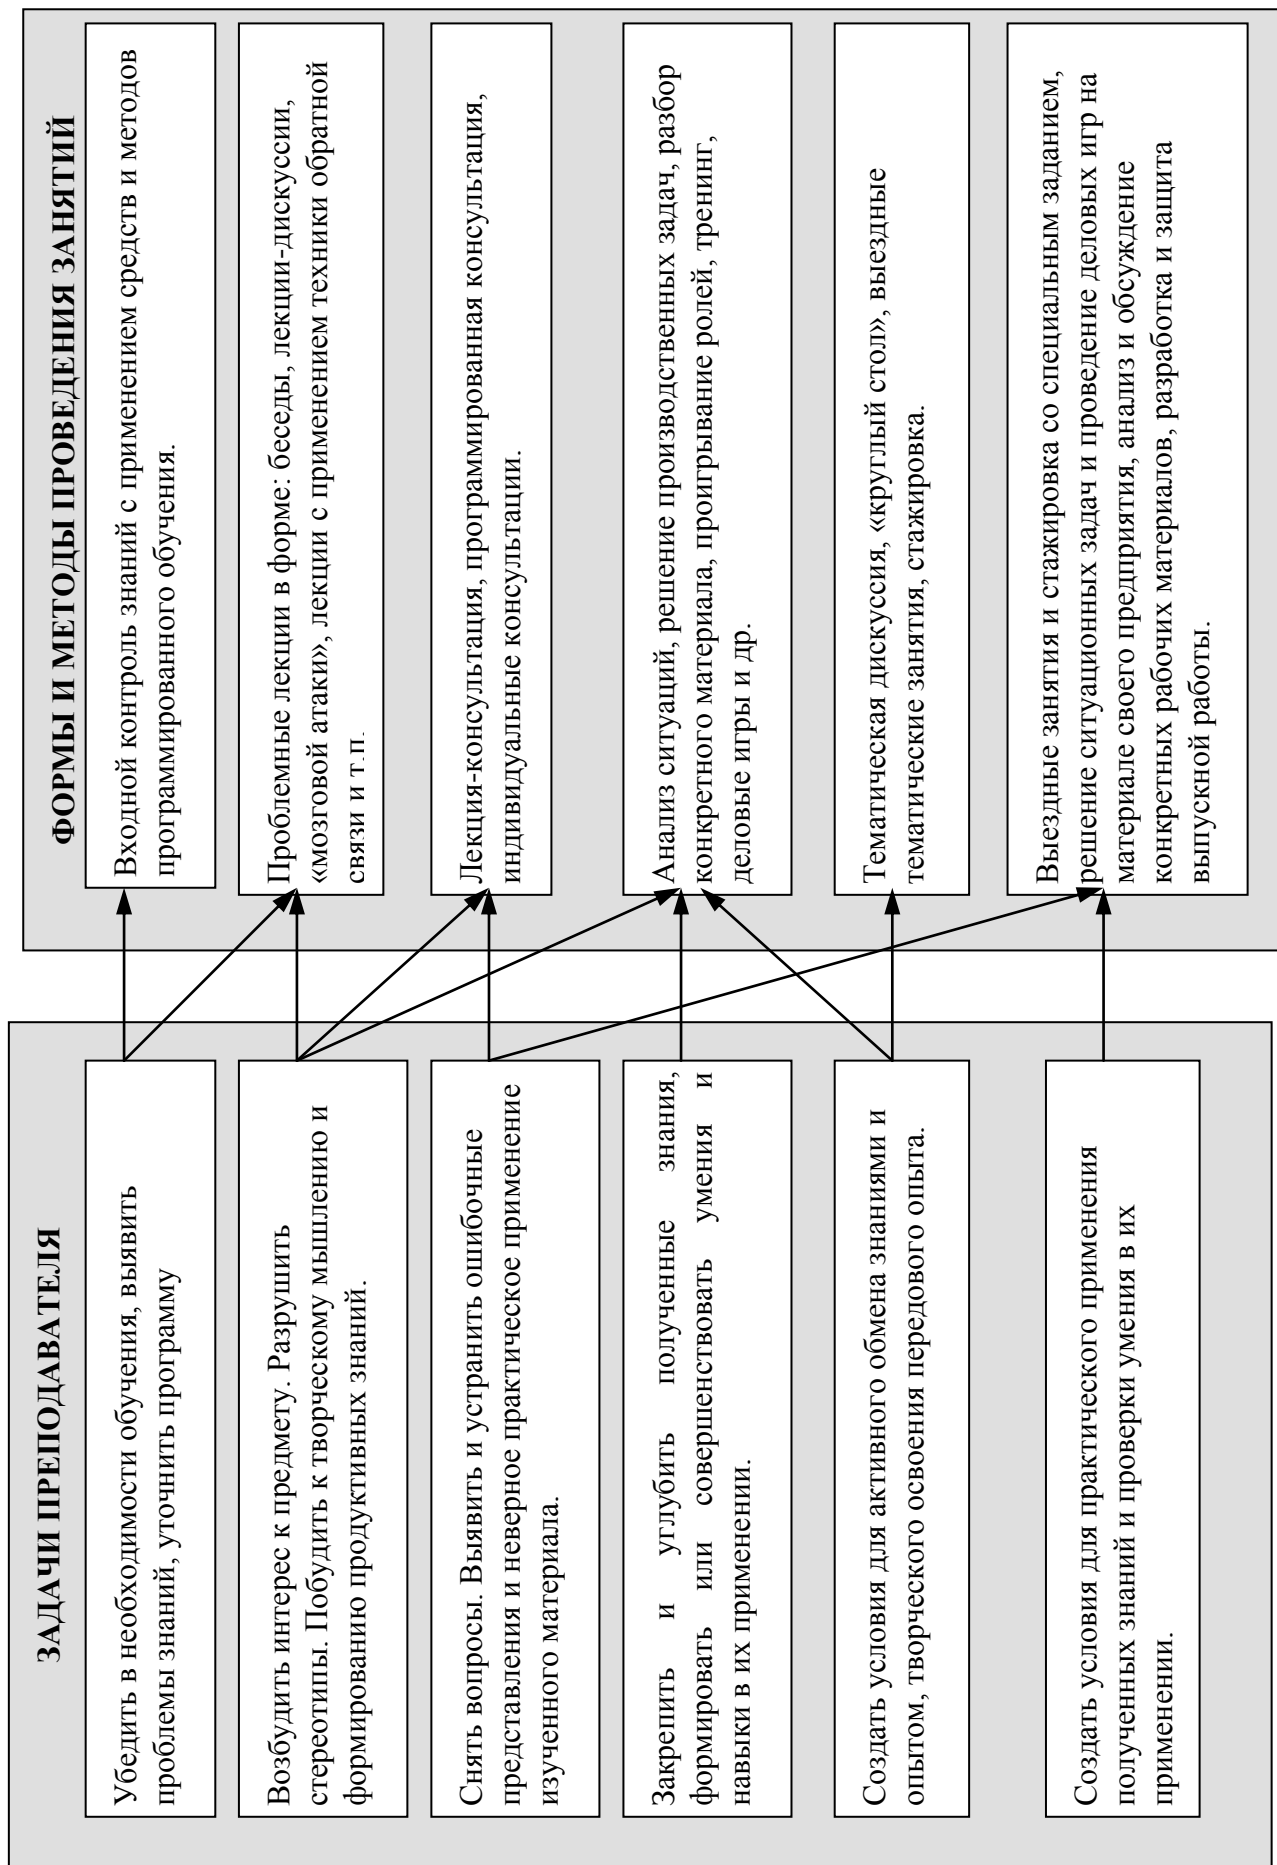 ЗАДАЧИ ПРЕПОДАВАТЕЛЯ
Убедить в необходимости обучения, выявить
проблемы знаний, уточнить программу
Возбудить интерес к предмету. Разрушить
стереотипы. Побудить к творческому мышлению и
формированию продуктивных знаний.
Снять вопросы. Выявить и устранить ошибочные
представления и неверное практическое применение
изученного материала.
Закрепить и углубить полученные знания,
формировать или совершенствовать умения и
навыки в их применении.
Создать условия для активного обмена знаниями и
опытом, творческого освоения передового опыта.
Создать условия для практического применения
полученных знаний и проверки умения в их
применении.
ФОРМЫ И МЕТОДЫ ПРОВЕДЕНИЯ ЗАНЯТИЙ
Входной контроль знаний с применением средств и методов
программированного обучения.
Проблемные лекции в форме: беседы, лекции-дискуссии,
«мозговой атаки», лекции с применением техники обратной
связи и т.п.
Лекция-консультация, программированная консультация,
индивидуальные консультации.
Анализ ситуаций, решение производственных задач, разбор
конкретного материала, проигрывание ролей, тренинг,
деловые игры и др.
Тематическая дискуссия, «круглый стол», выездные
тематические занятия, стажировка.
Выездные занятия и стажировка со специальным заданием,
решение ситуационных задач и проведение деловых игр на
материале своего предприятия, анализ и обсуждение
конкретных рабочих материалов, разработка и защита
выпускной работы.